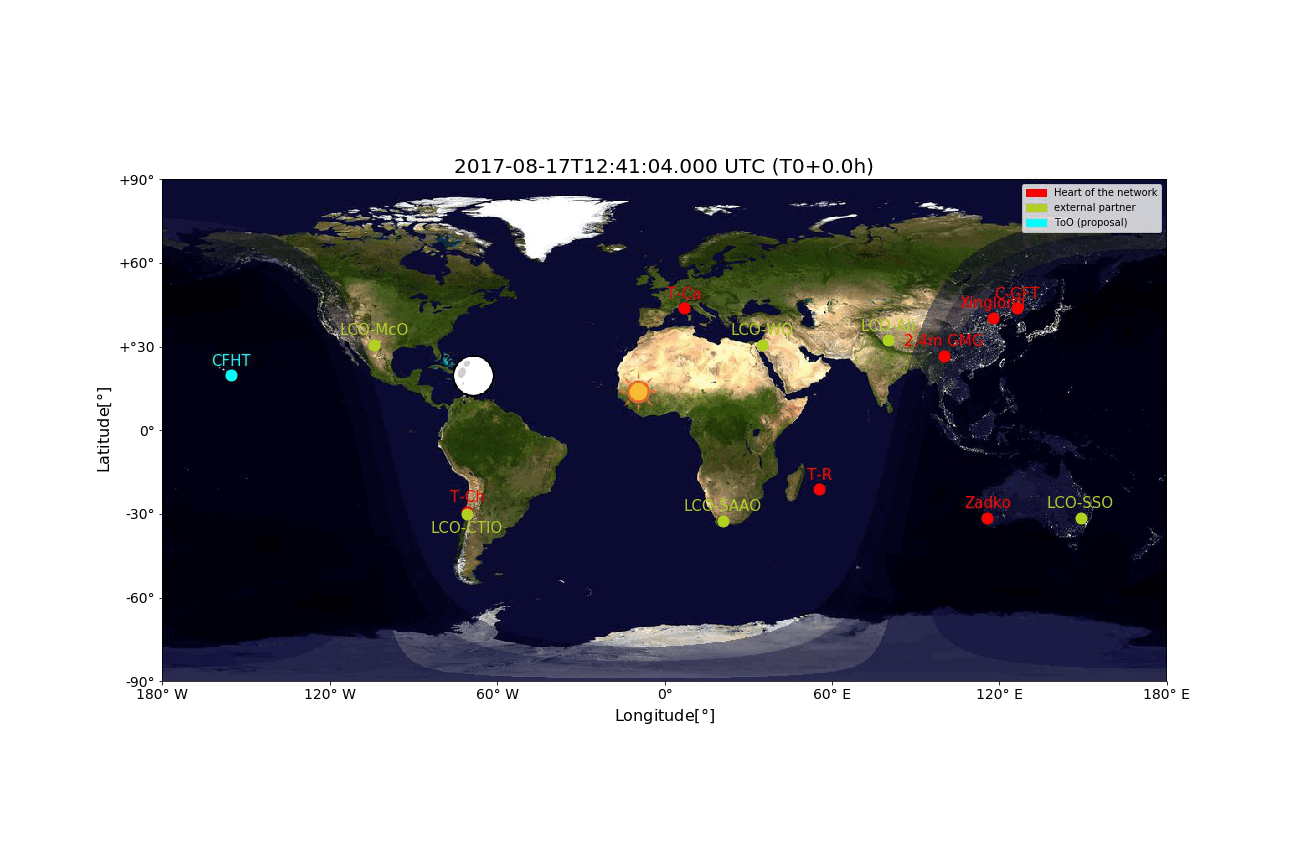 2017-08-17T12:41:04.000 UTC (T0+0.0h)
+90°
Heart of the network
external partner
ToO (proposal)
+60°
T-Ca
C-GFT
Xinglong
LCO-McO
LCO-WO
LCO-Ali
2.4m GMG
+30
CFHT
0°
T-R
T-Ch
LCO-SAAO
Zadko
LCO-SSO
-30°
LCO-CTIO
-60°
-90°
180° W
120° W
60° W
0°
60° E
120° E
180° E
Longitude[°]
Latitude[°]